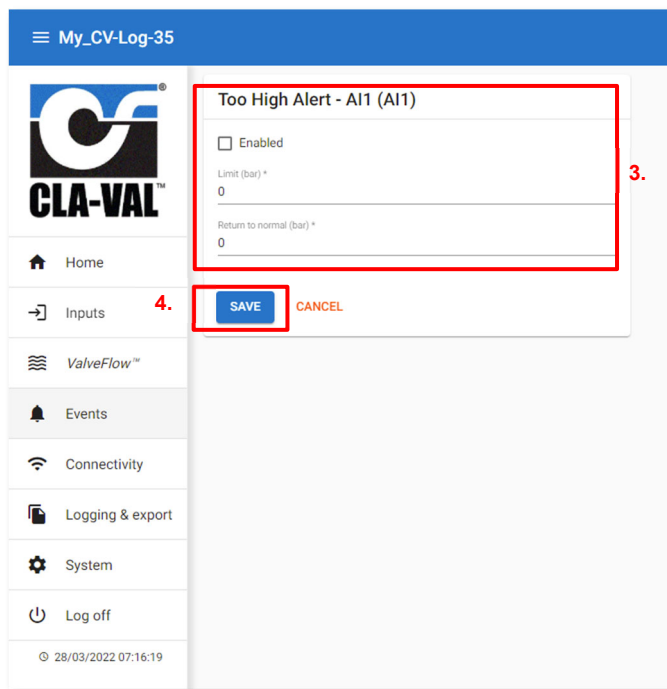 My_CV-Log-35
®
CLA-VAL™
Home
Inputs
ValveFlow™
Events
Connectivity
Logging & export
System
Log off
28/03/2022 07:16:19
Too High Alert - AI1 (AI1)
Enabled
Limit (bar) *
0
Return to normal (bar) *
0
3.
4.
SAVE CANCEL